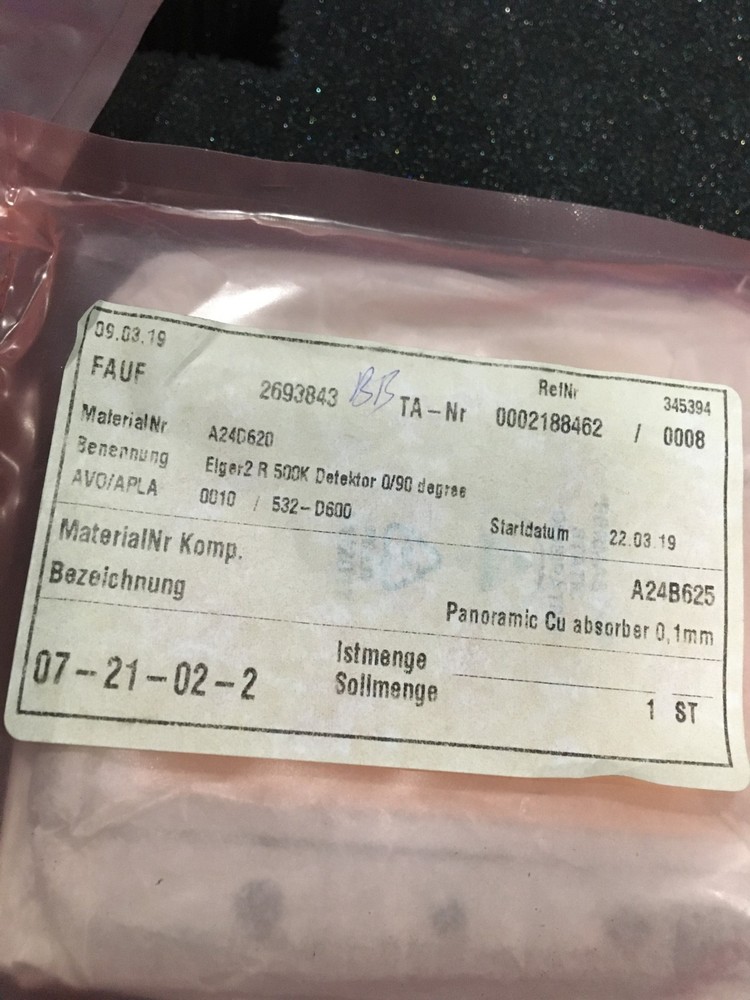 09.03.19
FAUF 2693843 BB TA-Nr RefNr 345394
0002188462 / 0008
MaterialNr A24D620
Benennung Eiger2 R 500K Detektor 0/90 degree
AVO/APLA 0010 / 532-D600
Startdatum 22.03.19
MaterialNr Komp. A24B625
Bezeichnung Panoramic Cu absorber 0,1mm
07-21-02-2 Istmenge
Sollmenge 1 ST